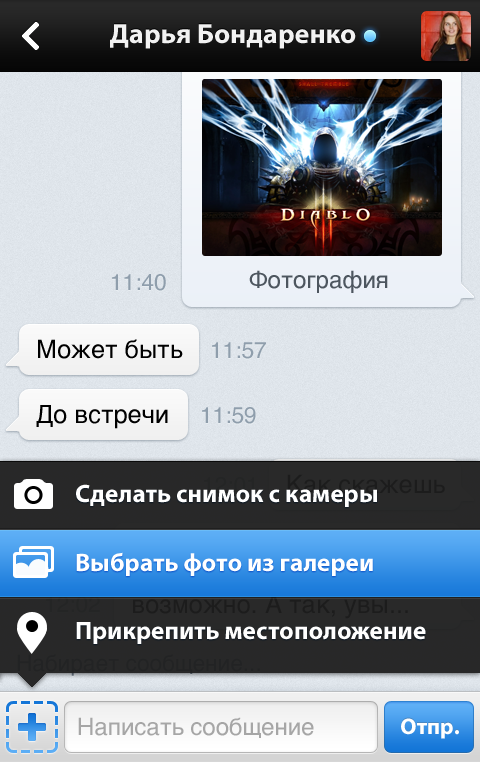 Дарья Бондаренко
DIABLO
III
Фотография
11:40
Может быть
11:57
До встречи
11:59
Как скажешь
Сделать снимок с камеры
Выбрать фото из галереи
возможно. А так, увы...
Прикрепить местоположение
Набирает сообщение..
Написать сообщение
Отпр.